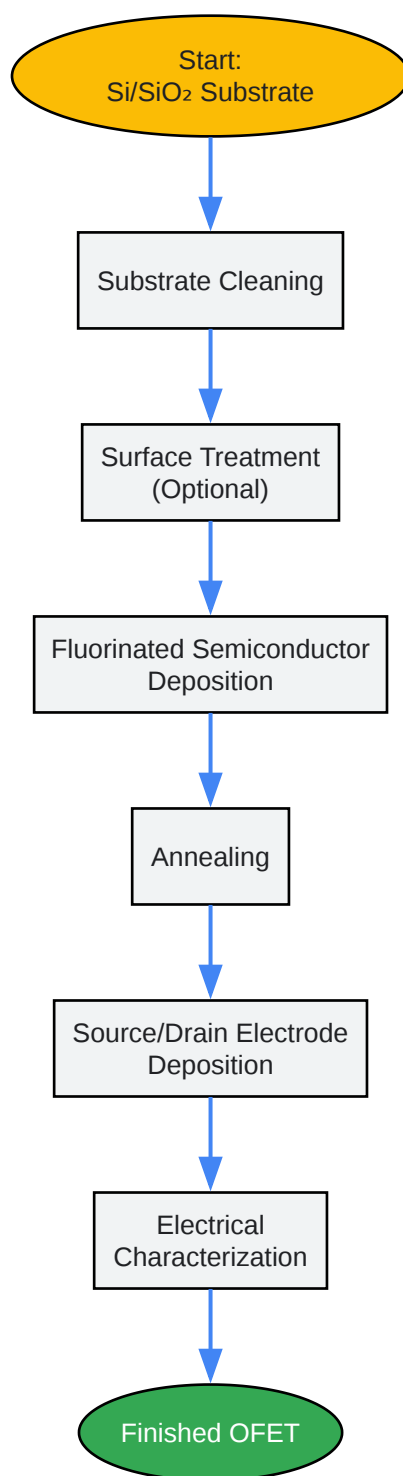 Start:
Si/SiO₂ Substrate
Substrate Cleaning
Surface Treatment
(Optional)
Fluorinated Semiconductor
Deposition
Annealing
Source/Drain Electrode
Deposition
Electrical
Characterization
Finished OFET